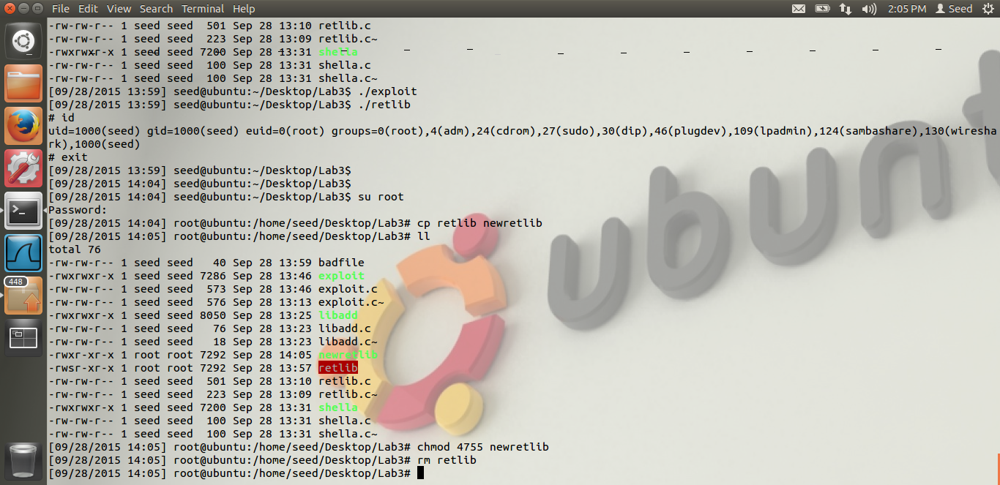 File Edit View Search Terminal Help
2:05 PM Seed
-rw-rw-r-- 1 seed seed  501 Sep 28 13:10 retlib.c
-rw-rw-r-- 1 seed seed  223 Sep 28 13:09 retlib.c~
-rwxrwxr-x 1 seed seed 7200 Sep 28 13:31 shella
-rw-rw-r-- 1 seed seed  100 Sep 28 13:31 shella.c
-rw-rw-r-- 1 seed seed  100 Sep 28 13:31 shella.c~
[09/28/2015 13:59] seed@ubuntu:~/Desktop/Lab3$ ./exploit
[09/28/2015 13:59] seed@ubuntu:~/Desktop/Lab3$ ./retlib
# id
uid=1000(seed) gid=1000(seed) euid=0(root) groups=0(root),4(adm),24(cdrom),27(sudo),30(dip),46(plugdev),109(lpadmin),124(sambashare),130(wiresha
rk),1000(seed)
# exit
[09/28/2015 13:59] seed@ubuntu:~/Desktop/Lab3$
[09/28/2015 14:04] seed@ubuntu:~/Desktop/Lab3$
[09/28/2015 14:04] seed@ubuntu:~/Desktop/Lab3$ su root
Password:
[09/28/2015 14:04] root@ubuntu:/home/seed/Desktop/Lab3# cp retlib newretlib
[09/28/2015 14:05] root@ubuntu:/home/seed/Desktop/Lab3# ll
total 76
-rw-rw-r-- 1 seed seed   40 Sep 28 13:59 badfile
-rwxrwxr-x 1 seed seed 7286 Sep 28 13:46 exploit
-rw-rw-r-- 1 seed seed  573 Sep 28 13:46 exploit.c
-rw-rw-r-- 1 seed seed  576 Sep 28 13:13 exploit.c~
-rwxrwxr-x 1 seed seed 8050 Sep 28 13:25 libadd
-rw-rw-r-- 1 seed seed   76 Sep 28 13:23 libadd.c
-rw-rw-r-- 1 seed seed   18 Sep 28 13:23 libadd.c~
-rwxr-xr-x 1 root root 7292 Sep 28 14:05 newretlib
-rwsr-xr-x 1 root root 7292 Sep 28 13:57 retlib
-rw-rw-r-- 1 seed seed  501 Sep 28 13:10 retlib.c
-rw-rw-r-- 1 seed seed  223 Sep 28 13:09 retlib.c~
-rwxrwxr-x 1 seed seed 7200 Sep 28 13:31 shella
-rw-rw-r-- 1 seed seed  100 Sep 28 13:31 shella.c
-rw-rw-r-- 1 seed seed  100 Sep 28 13:31 shella.c~
[09/28/2015 14:05] root@ubuntu:/home/seed/Desktop/Lab3# chmod 4755 newretlib
[09/28/2015 14:05] root@ubuntu:/home/seed/Desktop/Lab3# rm retlib
[09/28/2015 14:05] root@ubuntu:/home/seed/Desktop/Lab3#
448
ubunt